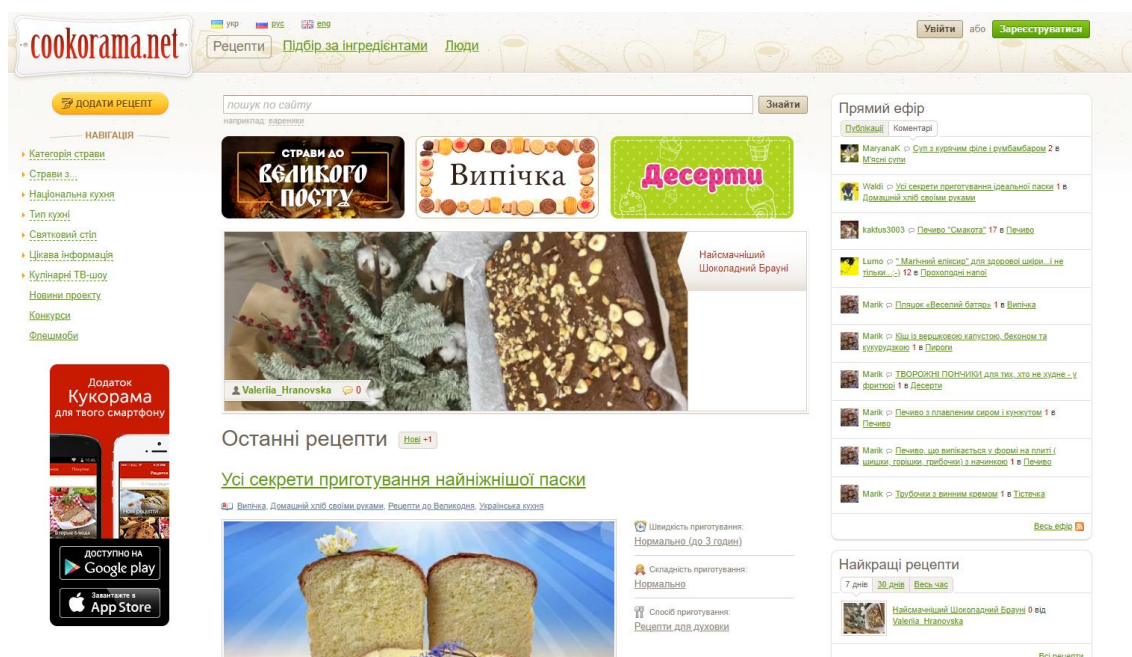 cookorama.net
укр рус eng
Рецепти Підбір за інгредієнтами Люди
Увійти або Зареєструватися
ДОДАТИ РЕЦЕПТ
НАВІГАЦІЯ
Категорія страви
Страви з...
Національна кухня
Тип кухні
Святковий стіл
Цікава інформація
Кулінарні ТВ-шоу
Новини проекту
Конкурси
Флешмоби
Додаток
Кукорама
для твого смартфону
ДОСТУПНО НА
Google play
Завантажте в
App Store
пошук по сайту
Знайти
наприклад: вареники
СТРАВИ ДО
ВЕЛИКОГО
ПОСТУ
Випічка
Десерти
Найсмачніший
Шоколадний Брауні
Valeriia_Hranovska 0
Останні рецепти Нові +1
Усі секрети приготування найніжнішої паски
Випічка, Домашній хліб своїми руками, Рецепти до Великодня, Українська кухня
Швидкість приготування:
Нормально (до 3 годин)
Складність приготування:
Нормально
Спосіб приготування:
Рецепти для духовки
Прямий ефір
Публікації Коментарі
MaryanaK Суп з курячим філе і румбамбаром 2 в
М'ясні супи
Waldi Усі секрети приготування ідеальної паски 1 в
Домашній хліб своїми руками
kaktus3003 Печиво "Смакота" 17 в Печиво
Lumo " Магічний еліксир" для здорової шкіри...і не
тільки...;-) 12 в Прохолодні напої
Marik Пляцок «Веселий батяр» 1 в Випічка
Marik Кіш із вершковою капустою, беконом та
кукурудзкою 1 в Пироги
Marik ТВОРОЖНІ ПОНЧИКИ для тих, хто не худне - у
фритюрі 1 в Десерти
Marik Печиво з плавленим сиром і кунжутом 1 в
Печиво
Marik Печиво, що випікається у формі на плиті (
шишки, горішки, грибочки) з начинкою 1 в Печиво
Marik Трубочки з винним кремом 1 в Тістечка
Весь ефір
Найкращі рецепти
7 днів 30 днів Весь час
Найсмачніший Шоколадний Брауні 0 від
Valeriia_Hranovska
Всі рецепти